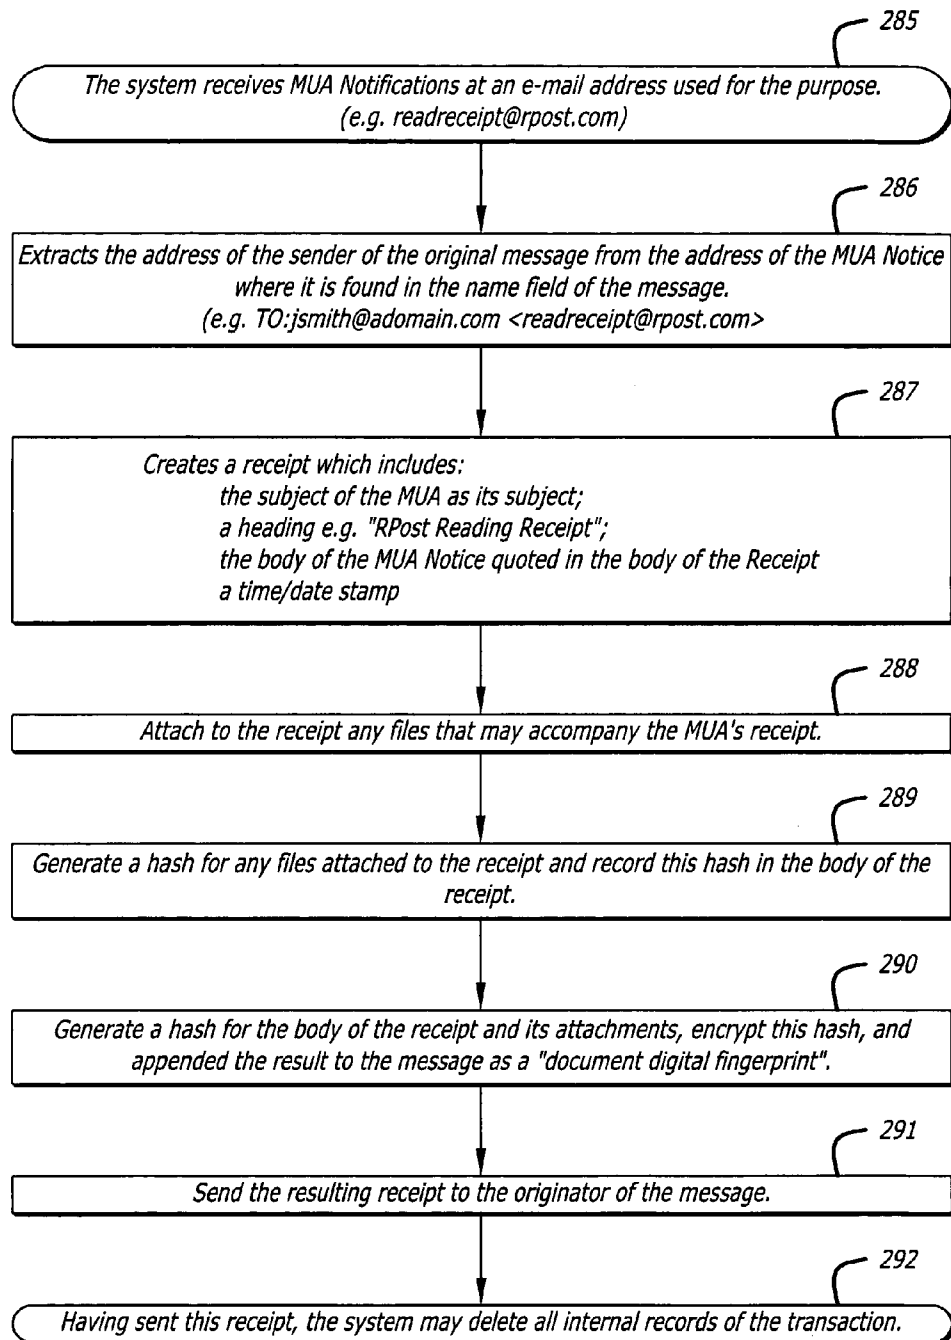 285
The system receives MUA Notifications at an e-mail address used for the purpose.
(e.g. readreceipt@rpost.com)
286
Extracts the address of the sender of the original message from the address of the MUA Notice
where it is found in the name field of the message.
(e.g. TO:jsmith@adomain.com <readreceipt@rpost.com>
287
Creates a receipt which includes:
the subject of the MUA as its subject;
a heading e.g. "RPost Reading Receipt";
the body of the MUA Notice quoted in the body of the Receipt
a time/date stamp
288
Attach to the receipt any files that may accompany the MUA's receipt.
289
Generate a hash for any files attached to the receipt and record this hash in the body of the
receipt.
290
Generate a hash for the body of the receipt and its attachments, encrypt this hash, and
appended the result to the message as a "document digital fingerprint".
291
Send the resulting receipt to the originator of the message.
292
Having sent this receipt, the system may delete all internal records of the transaction.